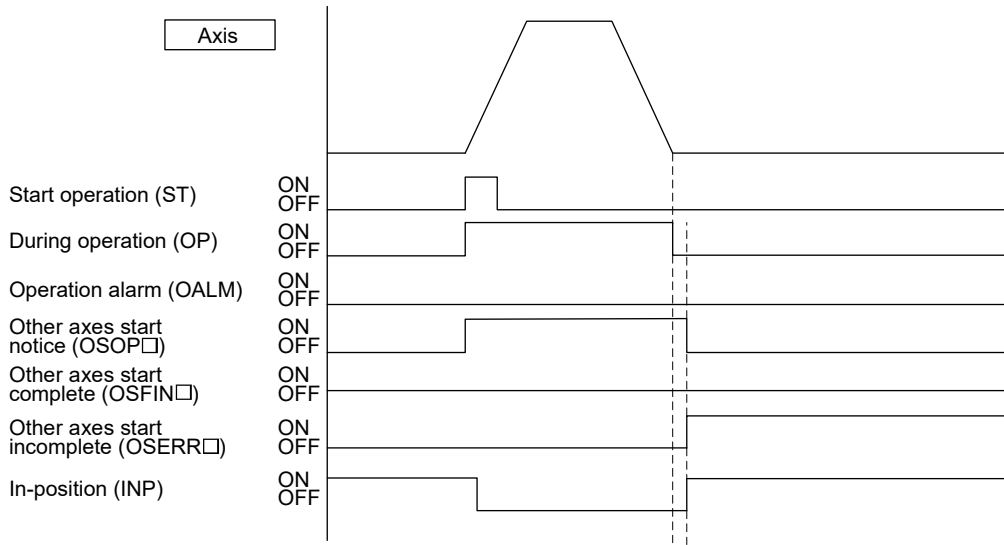 Axis
Start operation (ST)
ON
OFF
During operation (OP)
ON
OFF
Operation alarm (OALM)
ON
OFF
Other axes start
notice (OSOP□)
ON
OFF
Other axes start
complete (OSFIN□)
ON
OFF
Other axes start
incomplete (OSERR□)
ON
OFF
In-position (INP)
ON
OFF